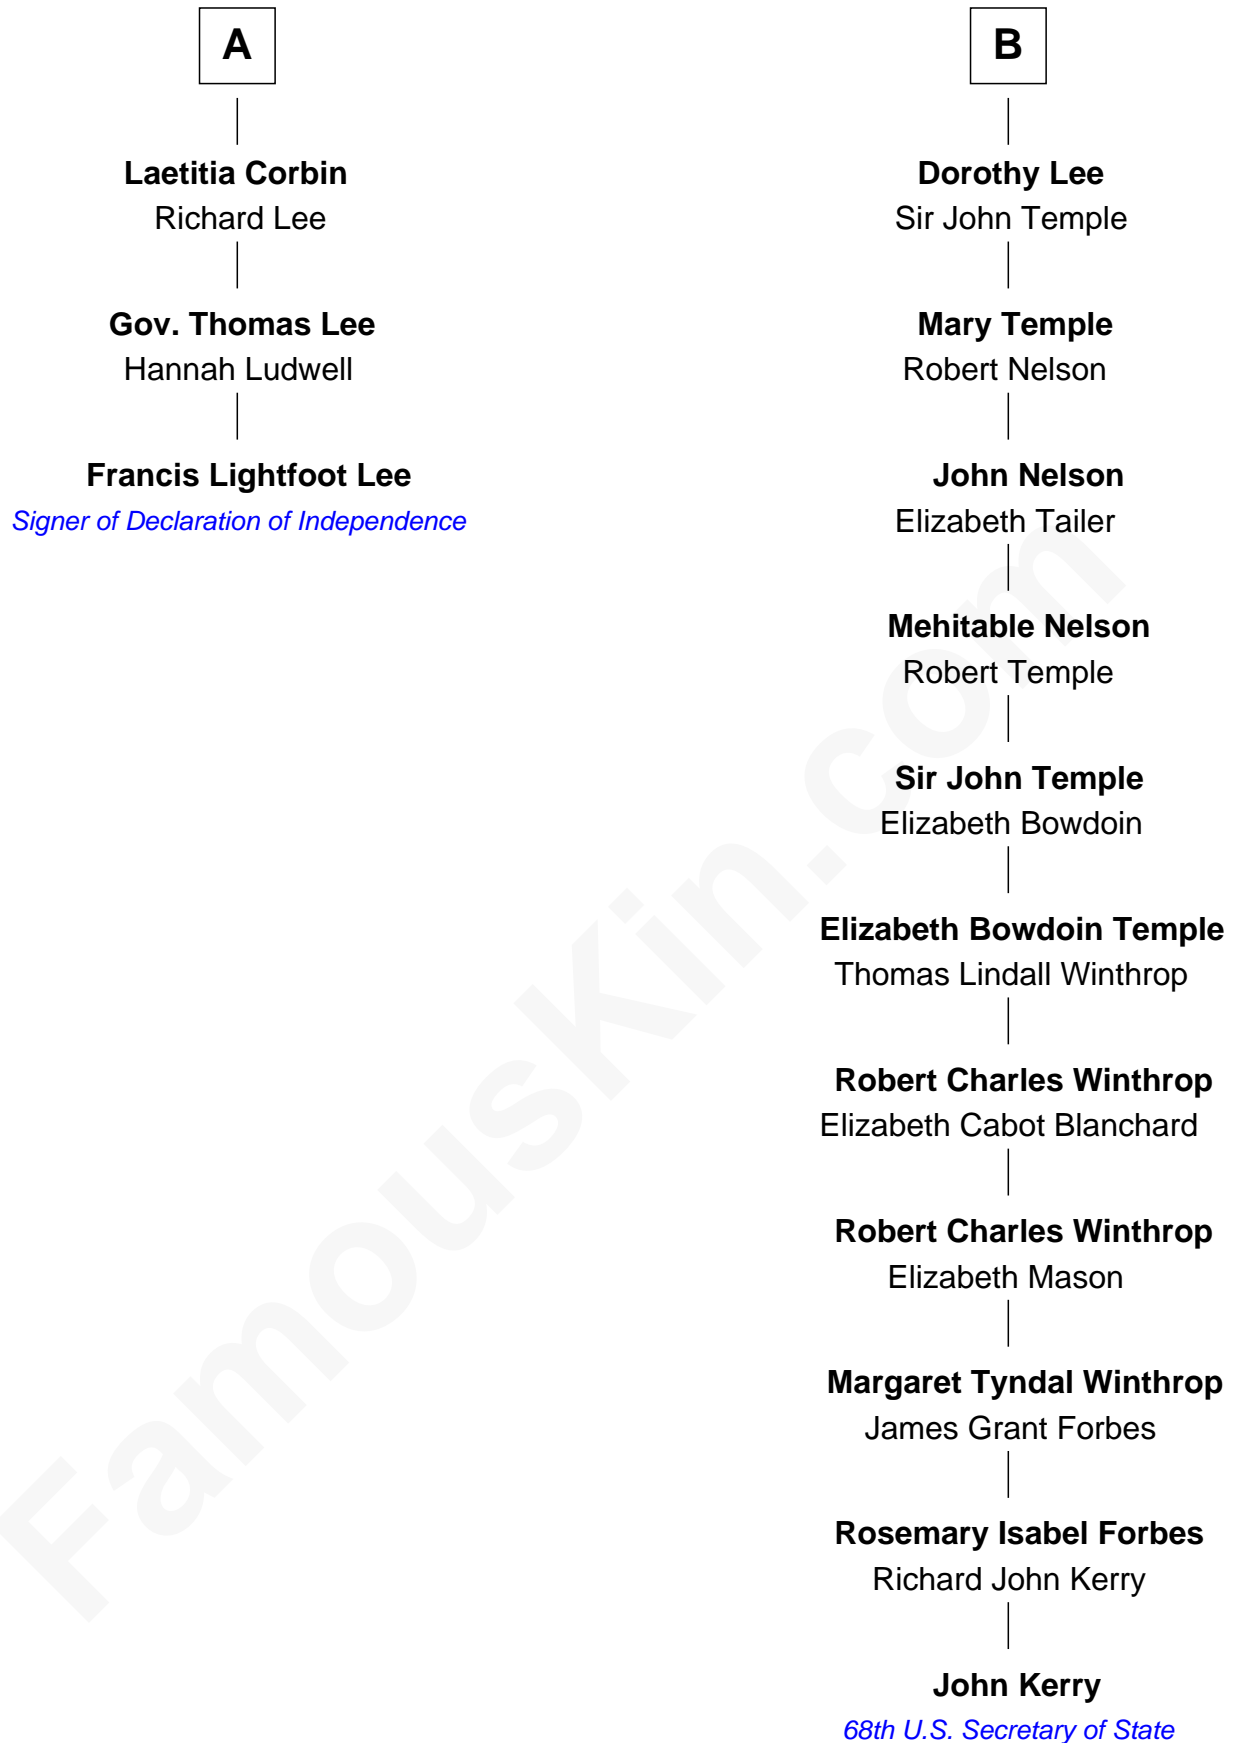 A
Laetitia Corbin
Richard Lee
Gov. Thomas Lee
Hannah Ludwell
Francis Lightfoot Lee
Signer of Declaration of Independence
B
Dorothy Lee
Sir John Temple
Mary Temple
Robert Nelson
John Nelson
Elizabeth Tailer
Mehitable Nelson
Robert Temple
Sir John Temple
Elizabeth Bowdoin
Elizabeth Bowdoin Temple
Thomas Lindall Winthrop
Robert Charles Winthrop
Elizabeth Cabot Blanchard
Robert Charles Winthrop
Elizabeth Mason
Margaret Tyndal Winthrop
James Grant Forbes
Rosemary Isabel Forbes
Richard John Kerry
John Kerry
68th U.S. Secretary of State
FamousKin.com